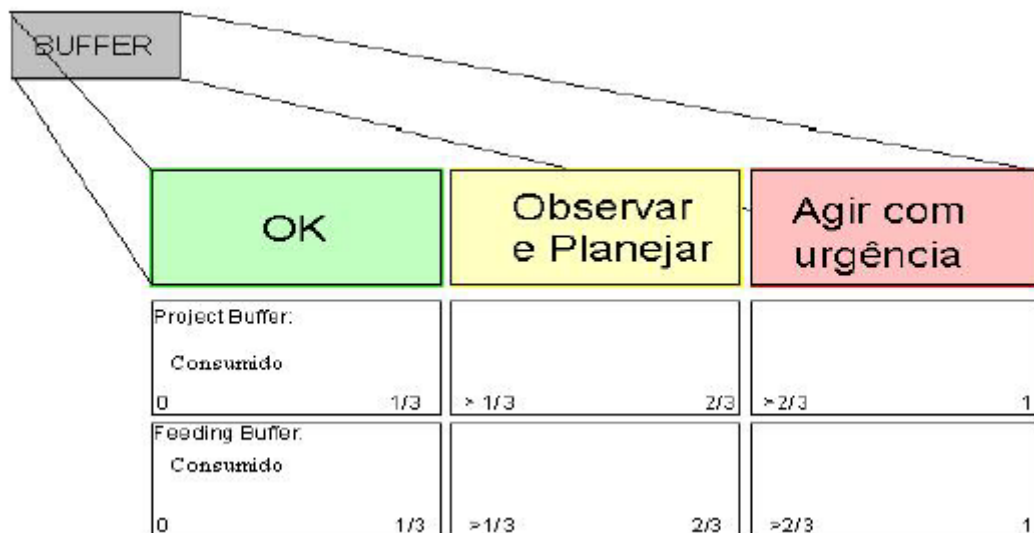 BUFFER
OK
Observar
e Planejar
Agir com
urgência
Project Buffer:
Consumido
0 1/3 > 1/3 2/3 >2/3 1
Feeding Buffer:
Consumido
0 1/3 >1/3 2/3 >2/3 1